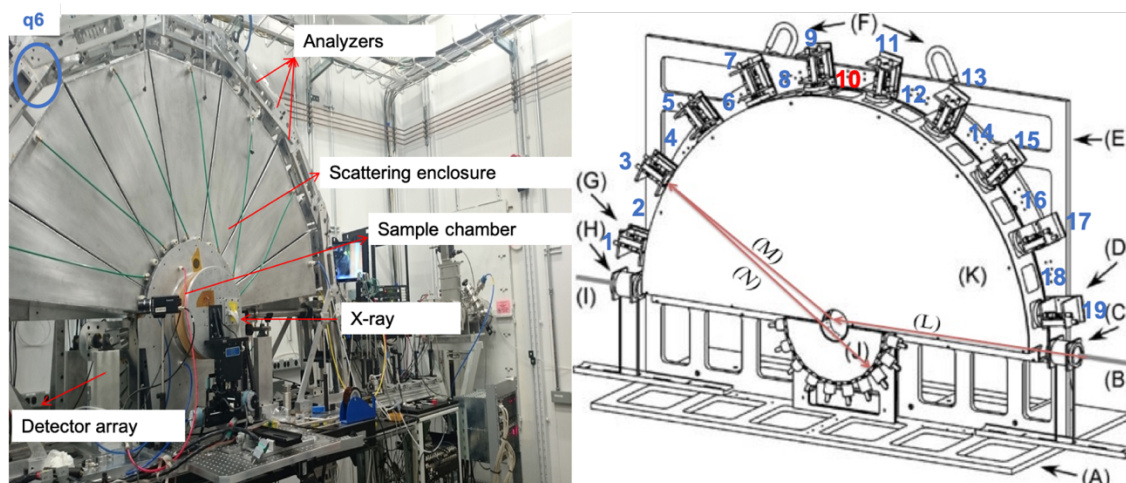 q6
Analyzers
Scattering enclosure
Sample chamber
X-ray
Detector array
(F)
9
11
7
8
10
13
5
6
12
(E)
4
14
15
3
(G)
2
16
17
(H)
1
(M)
(K)
18
(D)
(N)
(I)
(L)
19
(C)
(J)
(B)
(A)